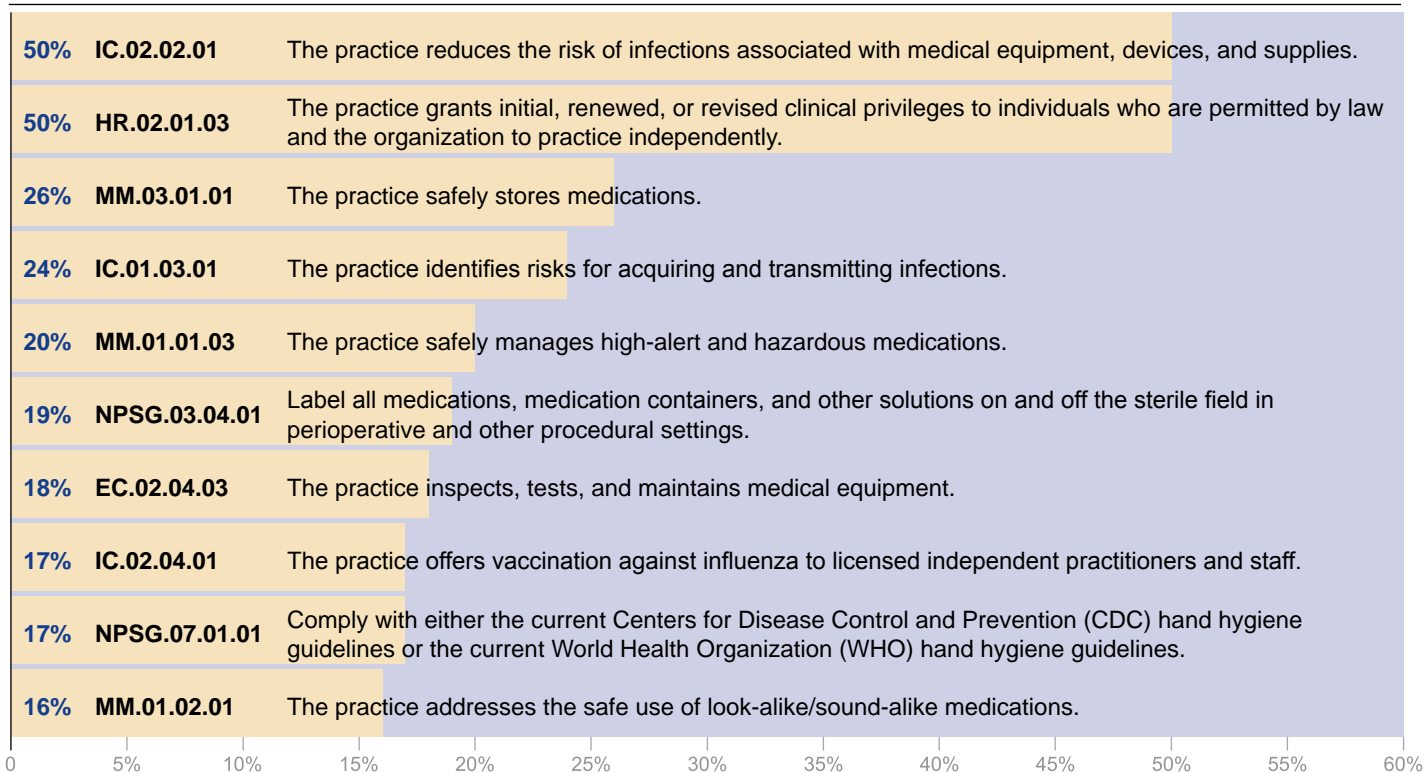 50% IC.02.02.01 The practice reduces the risk of infections associated with medical equipment, devices, and supplies.
50% HR.02.01.03 The practice grants initial, renewed, or revised clinical privileges to individuals who are permitted by law
and the organization to practice independently.
26% MM.03.01.01 The practice safely stores medications.
24% IC.01.03.01 The practice identifies risks for acquiring and transmitting infections.
20% MM.01.01.03 The practice safely manages high-alert and hazardous medications.
19% NPSG.03.04.01 Label all medications, medication containers, and other solutions on and off the sterile field in
perioperative and other procedural settings.
18% EC.02.04.03 The practice inspects, tests, and maintains medical equipment.
17% IC.02.04.01 The practice offers vaccination against influenza to licensed independent practitioners and staff.
17% NPSG.07.01.01 Comply with either the current Centers for Disease Control and Prevention (CDC) hand hygiene
guidelines or the current World Health Organization (WHO) hand hygiene guidelines.
16% MM.01.02.01 The practice addresses the safe use of look-alike/sound-alike medications.
0 5% 10% 15% 20% 25% 30% 35% 40% 45% 50% 55% 60%